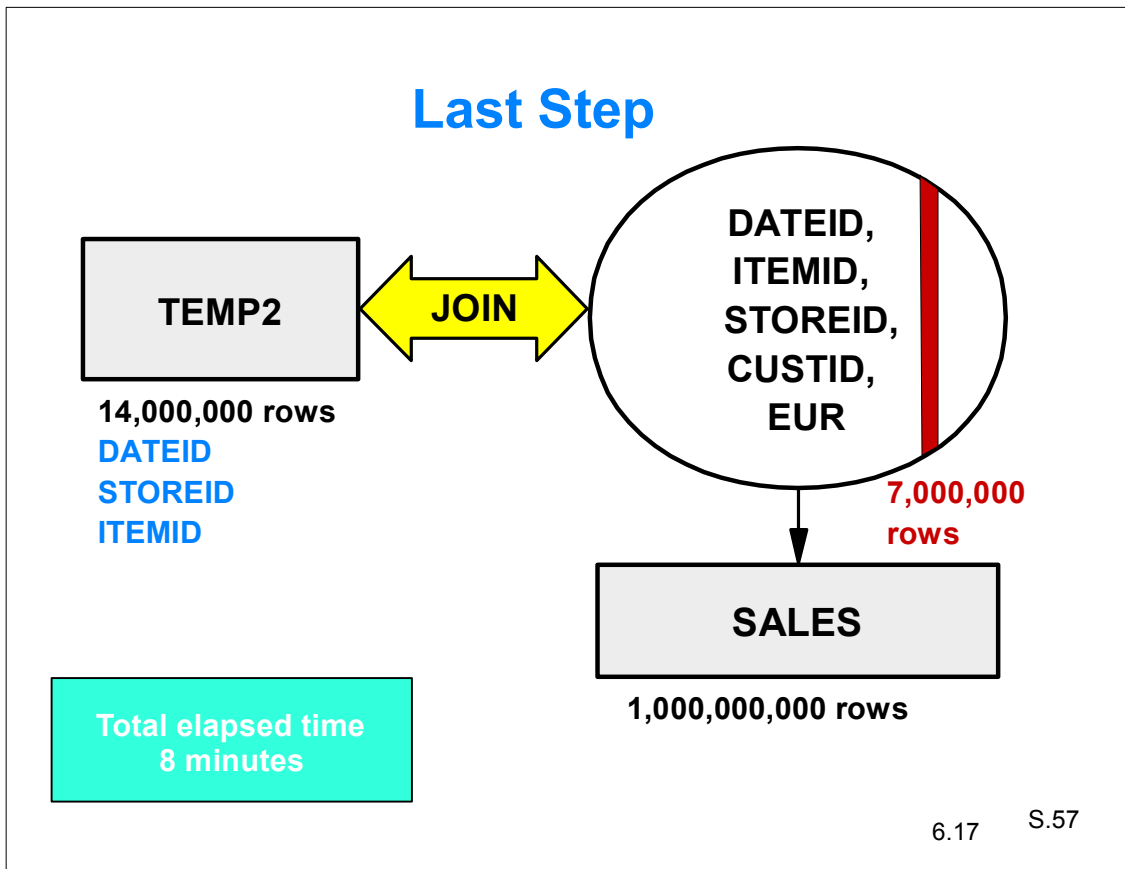 Last Step
TEMP2
JOIN
DATEID,
ITEMID,
STOREID,
CUSTID,
EUR
14,000,000 rows
DATEID
STOREID
ITEMID
7,000,000
rows
SALES
1,000,000,000 rows
Total elapsed time
8 minutes
6.17
S.57